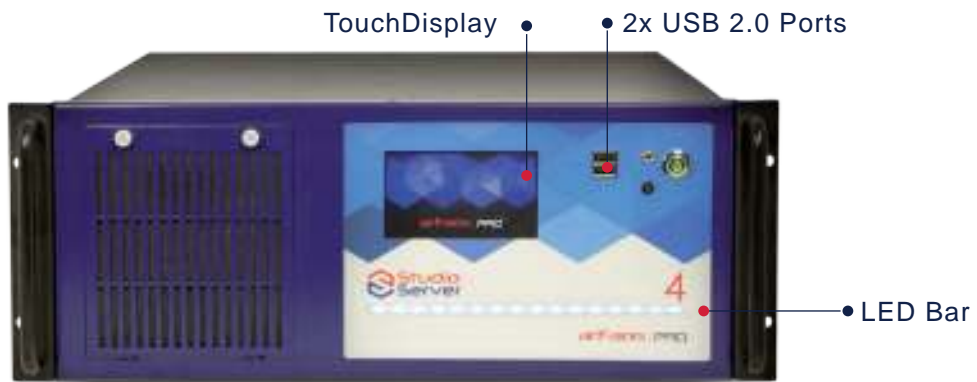 TouchDisplay
2x USB 2.0 Ports
Studio
Server
4
LED Bar